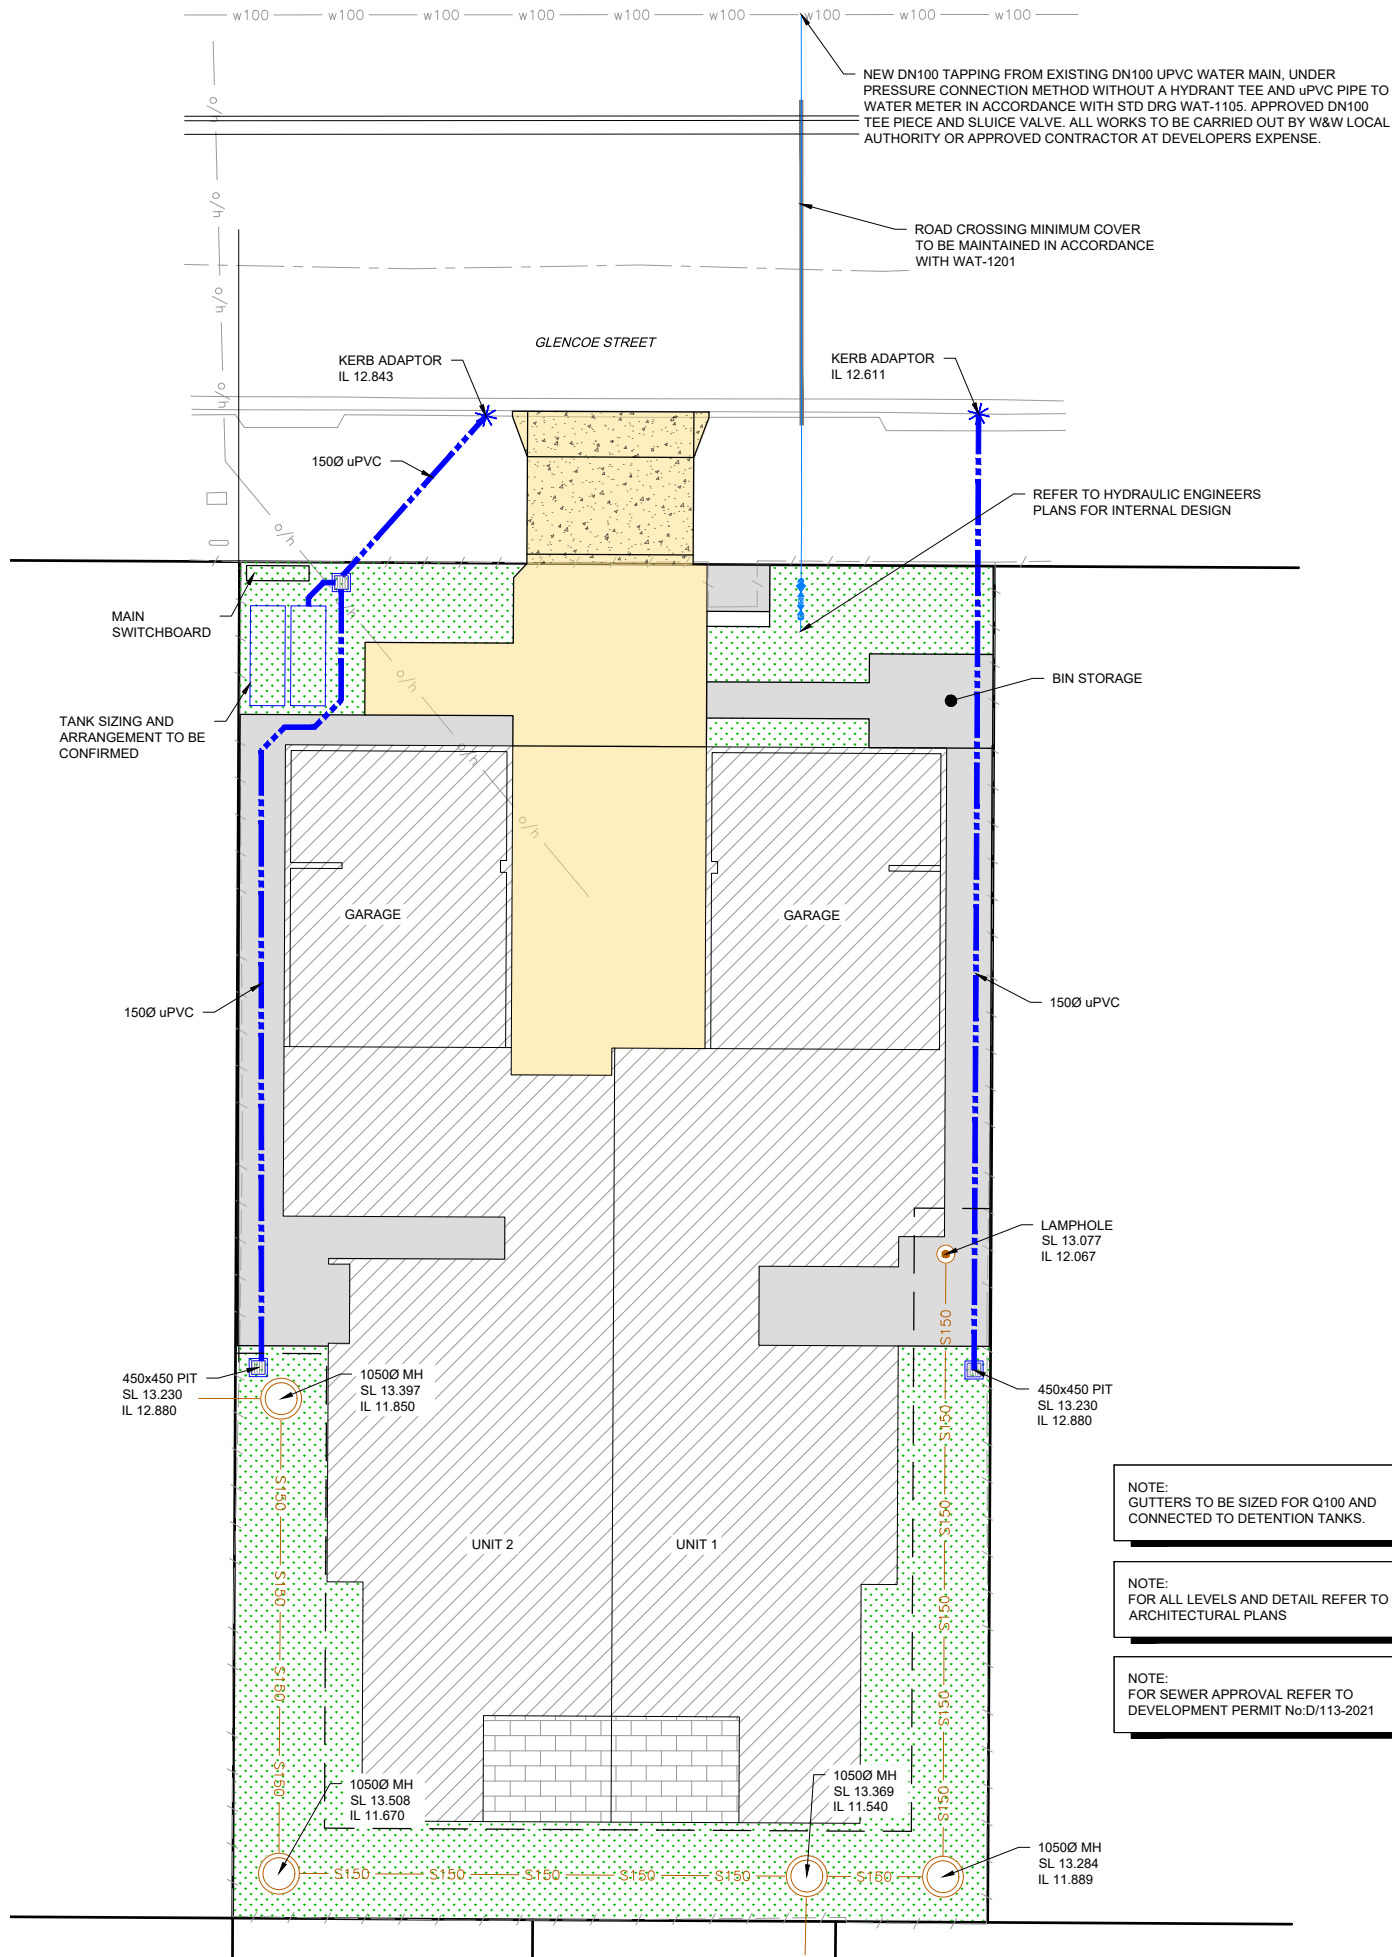 w100 w100 w100 w100 w100 w100 w100 w100 w100
NEW DN100 TAPPING FROM EXISTING DN100 UPVC WATER MAIN, UNDER
PRESSURE CONNECTION METHOD WITHOUT A HYDRANT TEE AND uPVC PIPE TO
WATER METER IN ACCORDANCE WITH STD DRG WAT-1105. APPROVED DN100
TEE PIECE AND SLUICE VALVE. ALL WORKS TO BE CARRIED OUT BY W&W LOCAL
AUTHORITY OR APPROVED CONTRACTOR AT DEVELOPERS EXPENSE.
o/h
o/h
ROAD CROSSING MINIMUM COVER
TO BE MAINTAINED IN ACCORDANCE
WITH WAT-1201
o/h
GLENCOE STREET
KERB ADAPTOR
IL 12.843
KERB ADAPTOR
IL 12.611
o/h
150Ø uPVC
REFER TO HYDRAULIC ENGINEERS
PLANS FOR INTERNAL DESIGN
o/h
MAIN
SWITCHBOARD
o/h
BIN STORAGE
TANK SIZING AND
ARRANGEMENT TO BE
CONFIRMED
o/h
o/h
GARAGE
GARAGE
150Ø uPVC
150Ø uPVC
LAMPHOLE
SL 13.077
IL 12.067
S150
450x450 PIT
SL 13.230
IL 12.880
1050Ø MH
SL 13.397
IL 11.850
450x450 PIT
SL 13.230
IL 12.880
S150
S150
S150
NOTE:
GUTTERS TO BE SIZED FOR Q100 AND
CONNECTED TO DETENTION TANKS.
UNIT 2
UNIT 1
S150
S150
NOTE:
FOR ALL LEVELS AND DETAIL REFER TO
ARCHITECTURAL PLANS
S150
S150
NOTE:
FOR SEWER APPROVAL REFER TO
DEVELOPMENT PERMIT No:D/113-2021
S150
S150
1050Ø MH
SL 13.508
IL 11.670
1050Ø MH
SL 13.369
IL 11.540
1050Ø MH
SL 13.284
IL 11.889
S150 S150 S150 S150 S150 S150